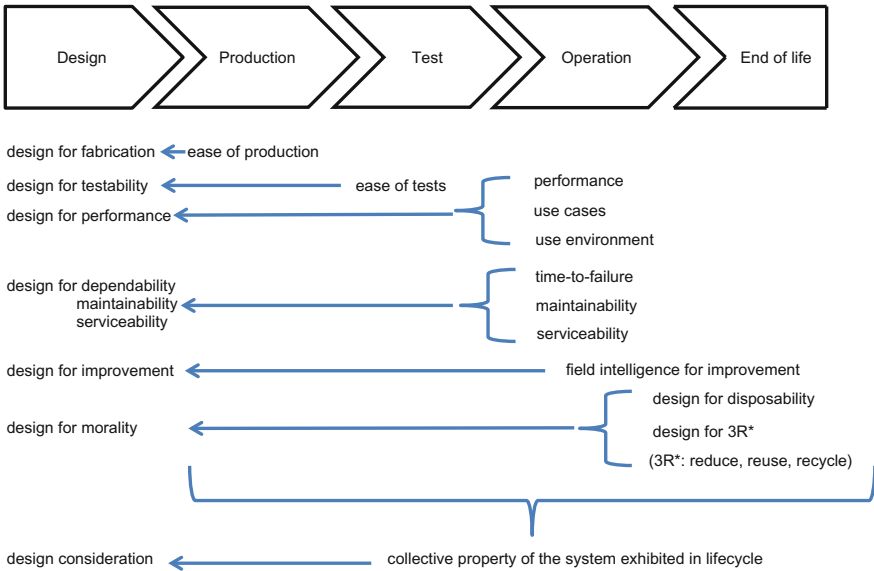 Design Production Test Operation End of life
design for fabrication ease of production
design for testability ease of tests
performance
design for performance use cases
use environment
time-to-failure
design for dependability
maintainability maintainability
serviceability
serviceability
design for improvement field intelligence for improvement
design for disposability
design for morality design for 3R*
(3R*: reduce, reuse, recycle)
design consideration collective property of the system exhibited in lifecycle